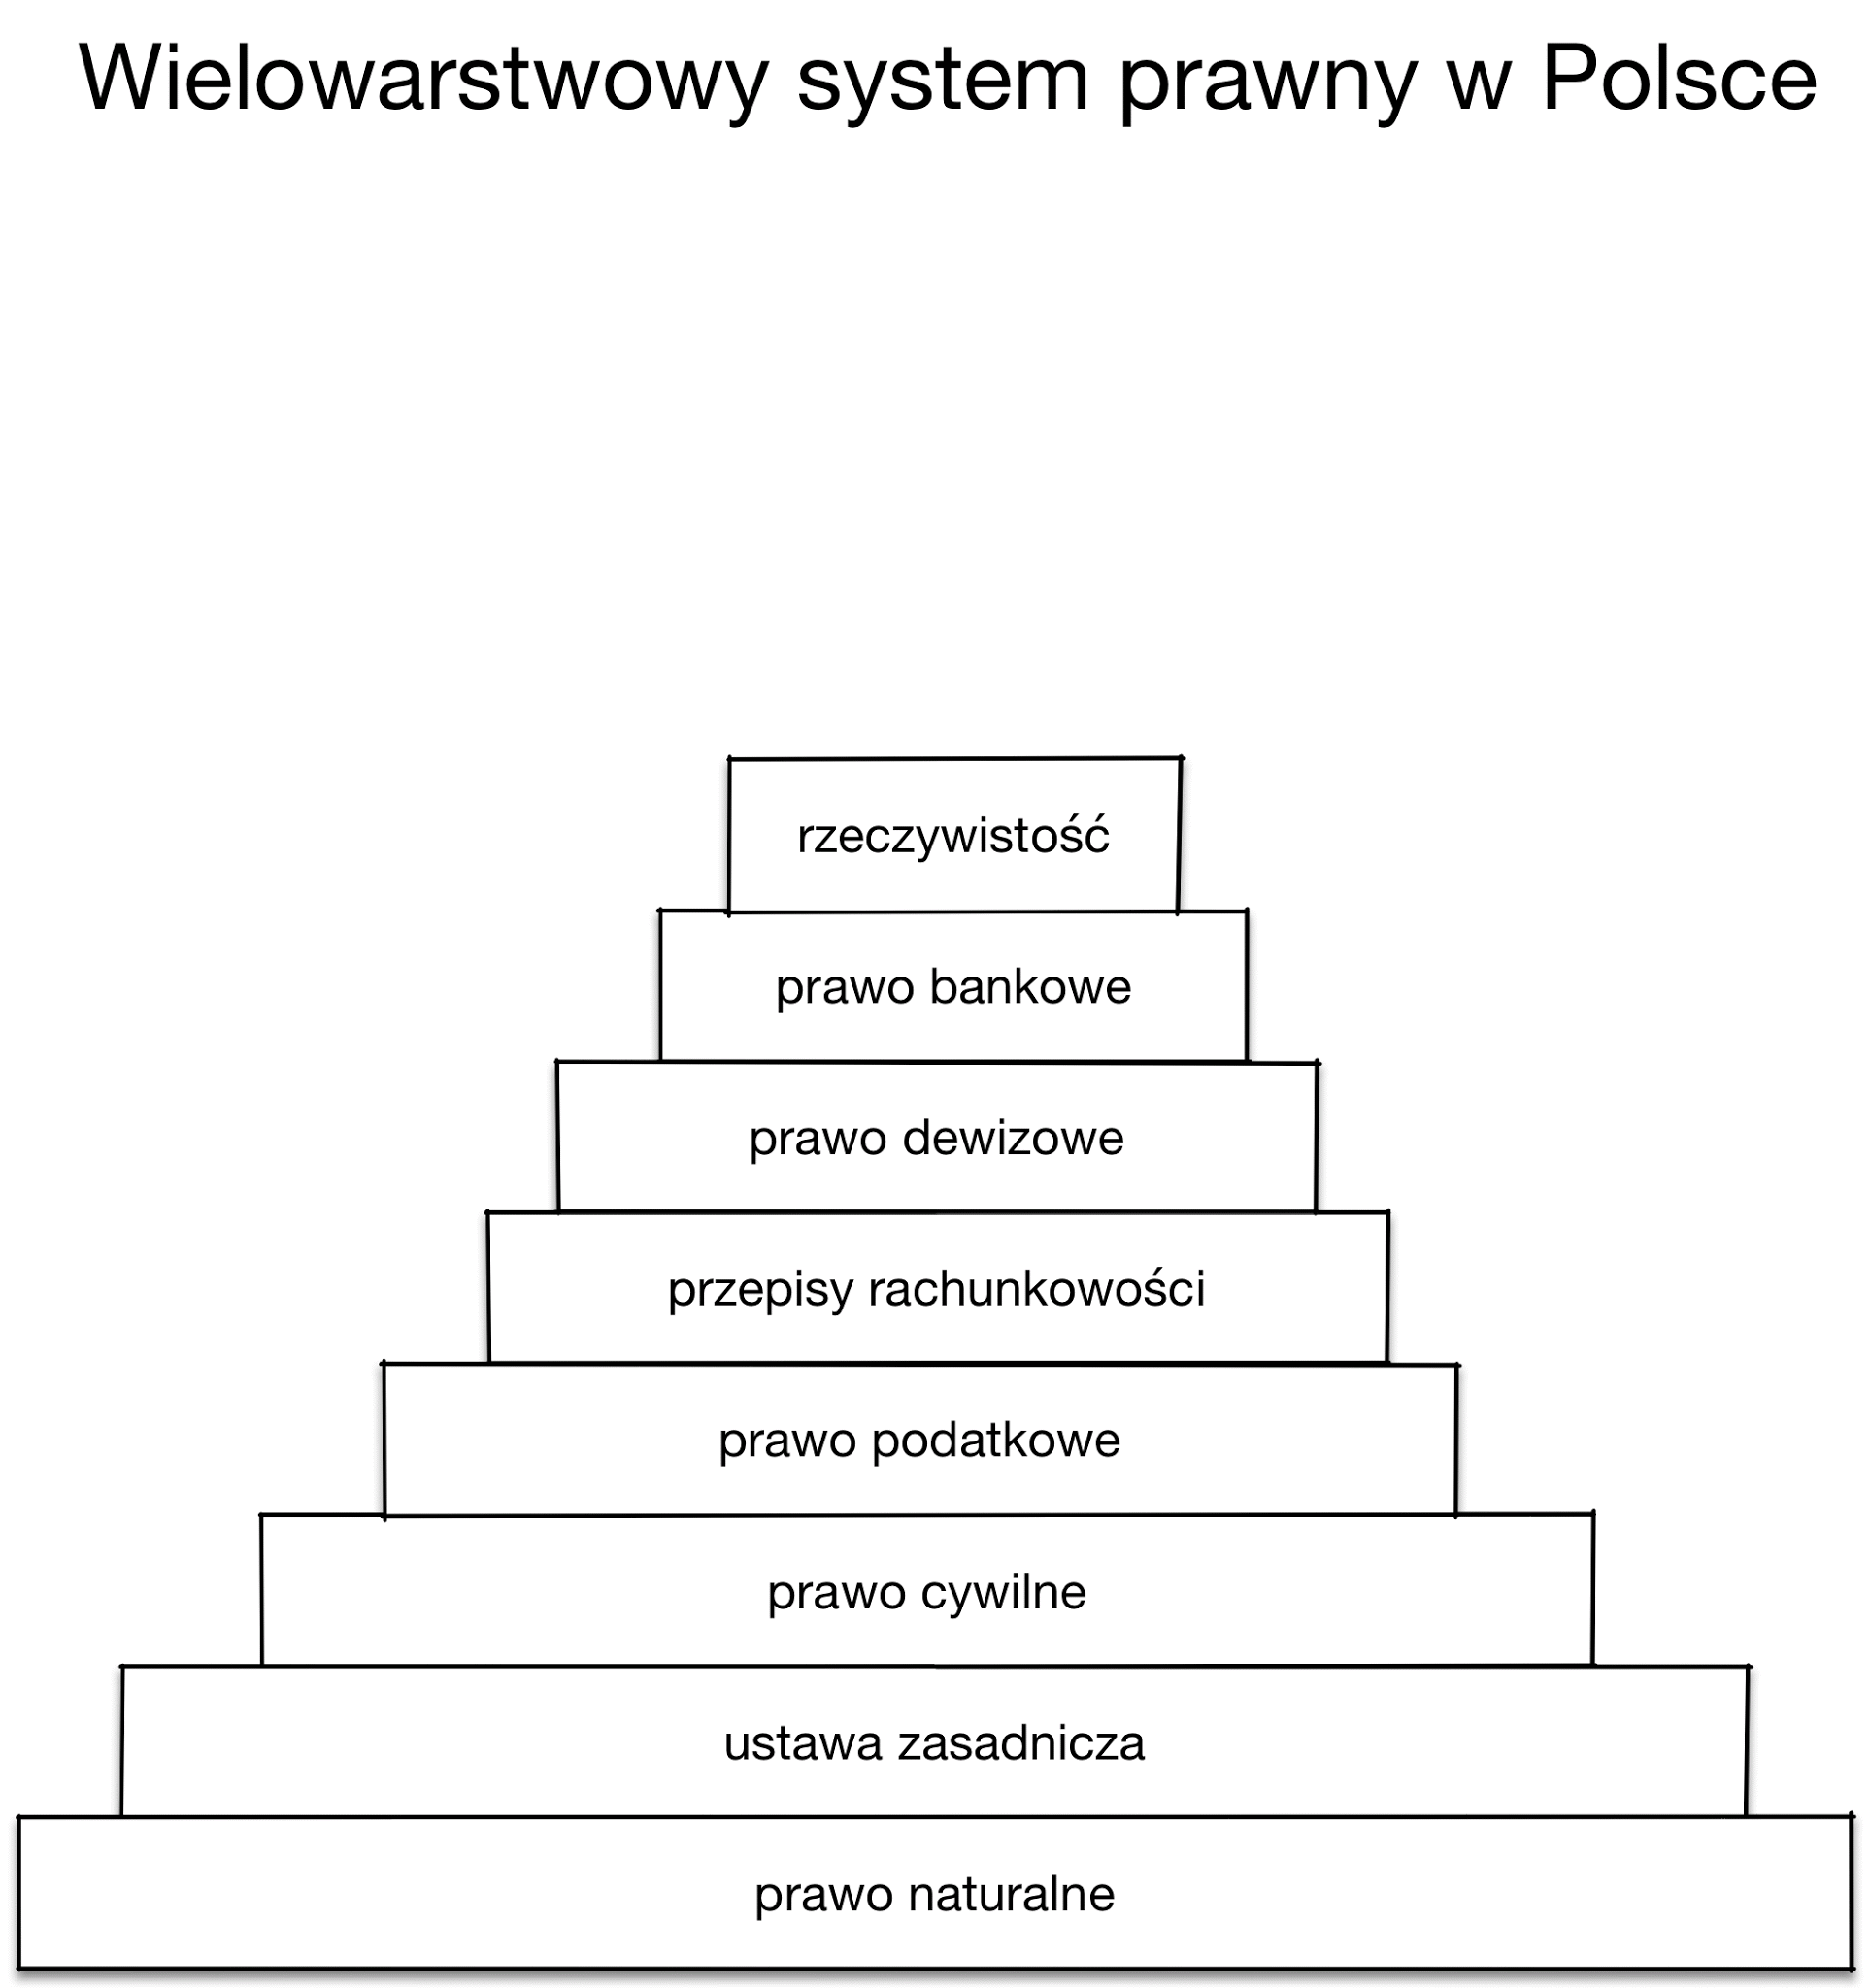 Wielowarstwowy system prawny w Polsce
rzeczywistość
prawo bankowe
prawo dewizowe
przepisy rachunkowości
prawo podatkowe
prawo cywilne
ustawa zasadnicza
prawo naturalne